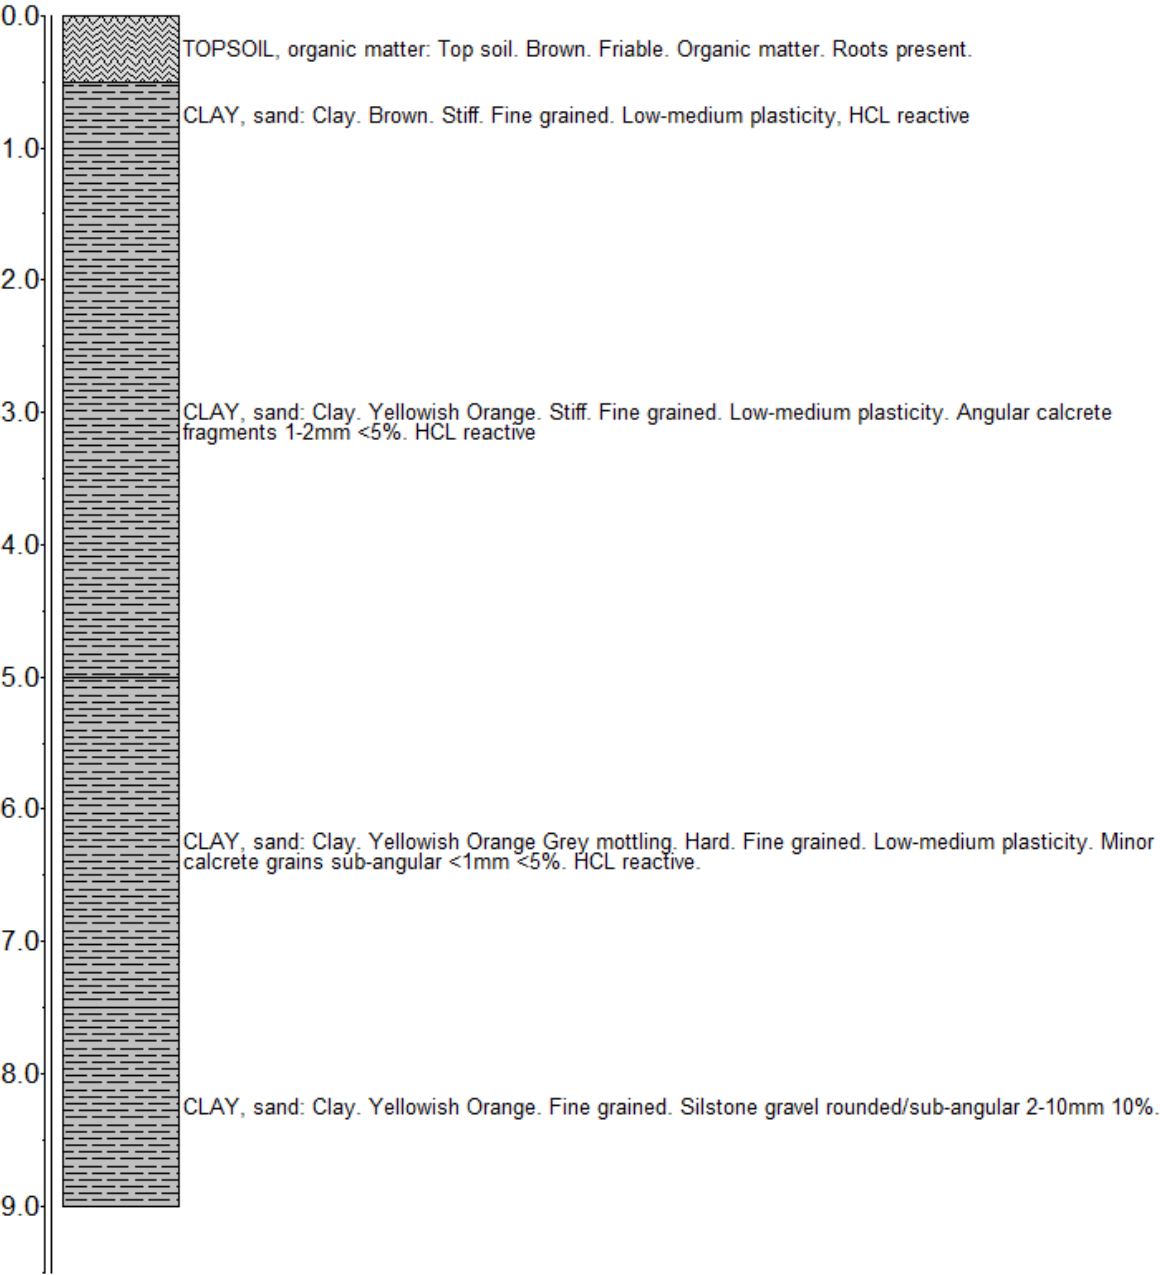 0.0
TOPSOIL, organic matter: Top soil. Brown. Friable. Organic matter. Roots present.
CLAY, sand: Clay. Brown. Stiff. Fine grained. Low-medium plasticity, HCL reactive
1.0
2.0
3.0
CLAY, sand: Clay. Yellowish Orange. Stiff. Fine grained. Low-medium plasticity. Angular calcrete
fragments 1-2mm <5%. HCL reactive
4.0
5.0
6.0
CLAY, sand: Clay. Yellowish Orange Grey mottling. Hard. Fine grained. Low-medium plasticity. Minor
calcrete grains sub-angular <1mm <5%. HCL reactive.
7.0
8.0
CLAY, sand: Clay. Yellowish Orange. Fine grained. Silstone gravel rounded/sub-angular 2-10mm 10%.
9.0